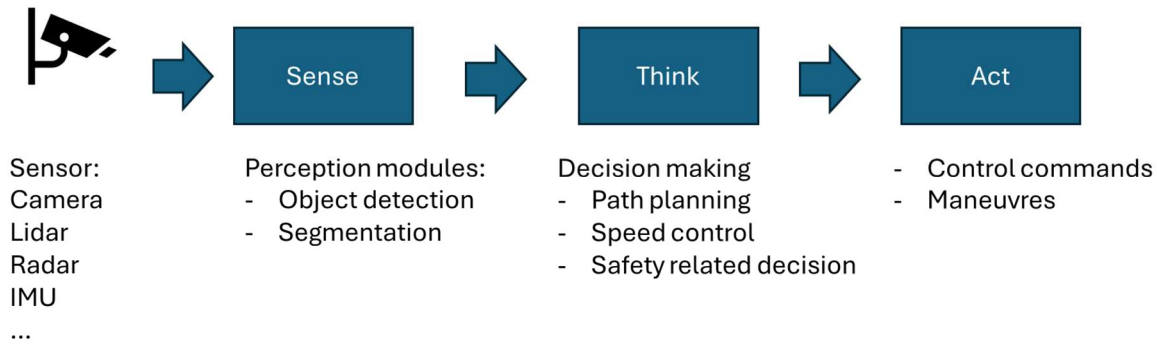 Sense
Think
Act
Sensor:
Camera
Lidar
Radar
IMU
...
Perception modules:
- Object detection
- Segmentation
Decision making
- Path planning
- Speed control
- Safety related decision
- Control commands
- Maneuvres